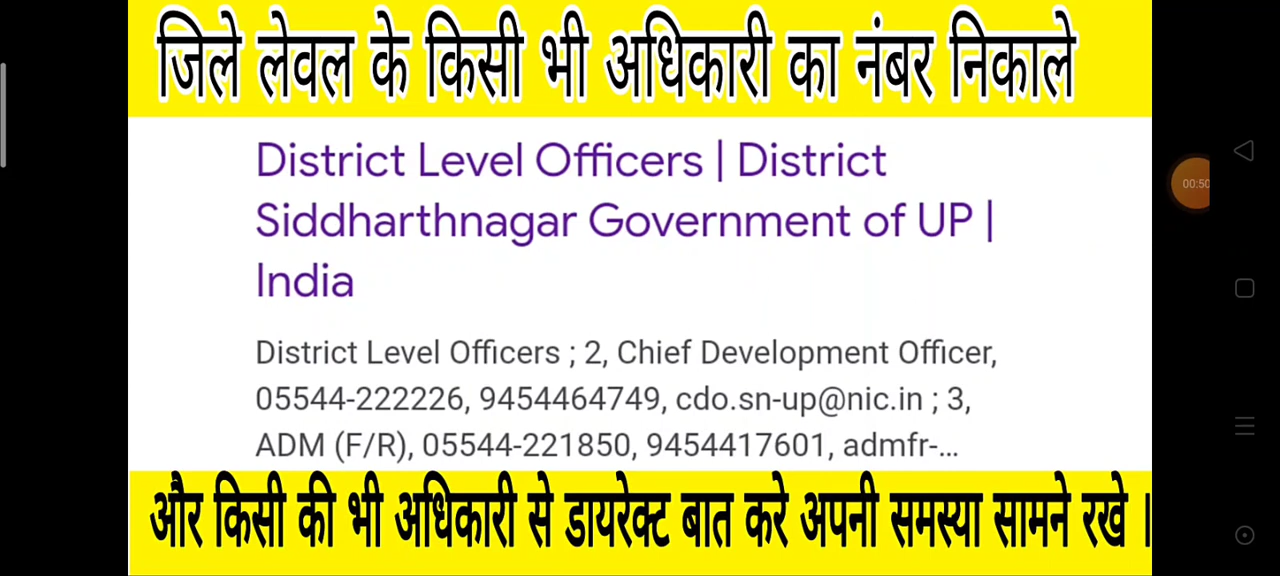 जिले लेवल के किसी भी अधिकारी का नंबर निकाले
District Level Officers | District
Siddharthnagar Government of UP |
India
District Level Officers ; 2, Chief Development Officer,
05544-222226, 9454464749, cdo.sn-up@nic.in ; 3,
ADM (F/R), 05544-221850, 9454417601, admfr-...
और किसी की भी अधिकारी से डायरेक्ट बात करे अपनी समस्या सामने रखे ।
00:50